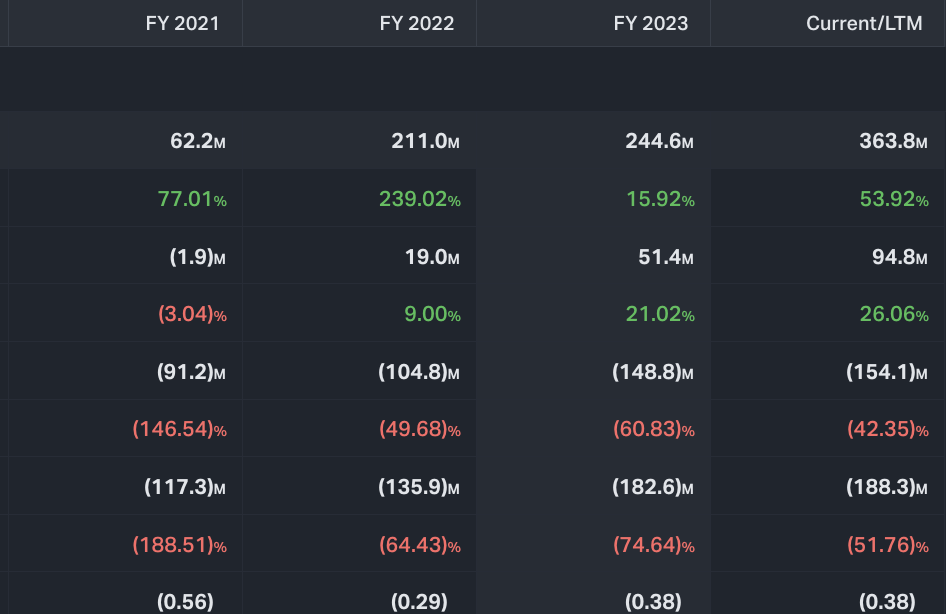 FY 2021 FY 2022 FY 2023 Current/LTM
62.2M 211.0M 244.6M 363.8M
77.01% 239.02% 15.92% 53.92%
(1.9)M 19.0M 51.4M 94.8M
(3.04)% 9.00% 21.02% 26.06%
(91.2)M (104.8)M (148.8)M (154.1)M
(146.54)% (49.68)% (60.83)% (42.35)%
(117.3)M (135.9)M (182.6)M (188.3)M
(188.51)% (64.43)% (74.64)% (51.76)%
(0.56) (0.29) (0.38) (0.38)